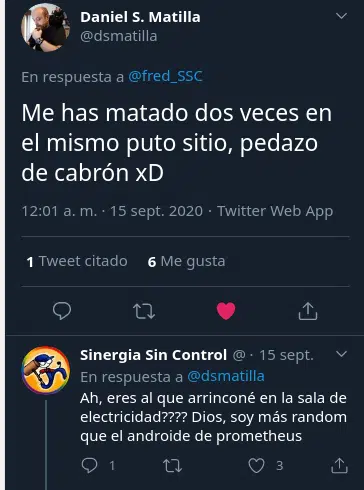 Daniel S. Matilla
@dsmatilla
En respuesta a @fred_SSC
Me has matado dos veces en
el mismo puto sitio, pedazo
de cabrón xD
12:01 a. m. · 15 sept. 2020 · Twitter Web App
1 Tweet citado 6 Me gusta
Sinergia Sin Control @ · 15 sept.
En respuesta a @dsmatilla
Ah, eres al que arrinconé en la sala de
electricidad???? Dios, soy más random
que el androide de prometheus
1 3